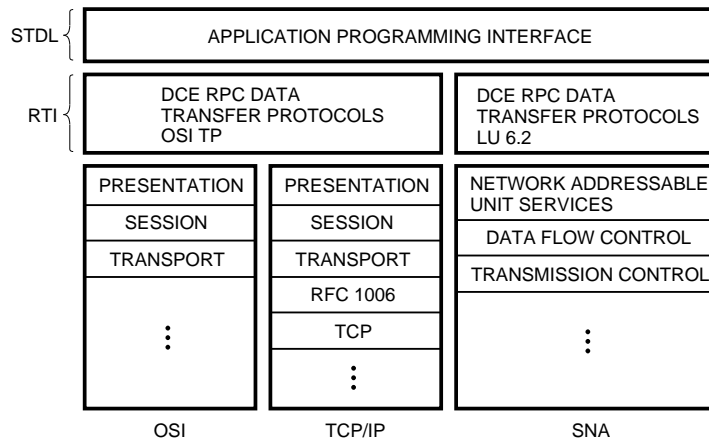 STDL
APPLICATION PROGRAMMING INTERFACE
RTI
DCE RPC DATA
TRANSFER PROTOCOLS
OSI TP
DCE RPC DATA
TRANSFER PROTOCOLS
LU 6.2
PRESENTATION
SESSION
TRANSPORT
OSI
PRESENTATION
SESSION
TRANSPORT
RFC 1006
TCP
TCP/IP
NETWORK ADDRESSABLE
UNIT SERVICES
DATA FLOW CONTROL
TRANSMISSION CONTROL
SNA